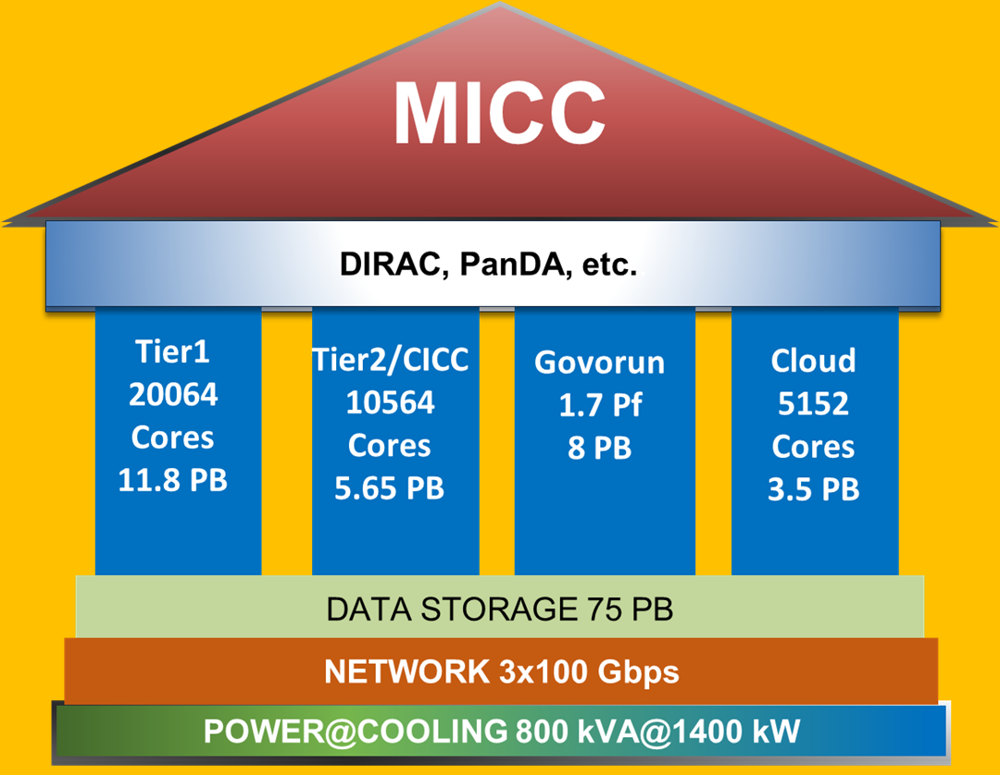 MICC
DIRAC, PanDA, etc.
Tier1
20064
Cores
11.8 PB
Tier2/CICC
10564
Cores
5.65 PB
Govorun
1.7 Pf
8 PB
Cloud
5152
Cores
3.5 PB
DATA STORAGE 75 PB
NETWORK 3x100 Gbps
POWER@COOLING 800 kVA@1400 kW